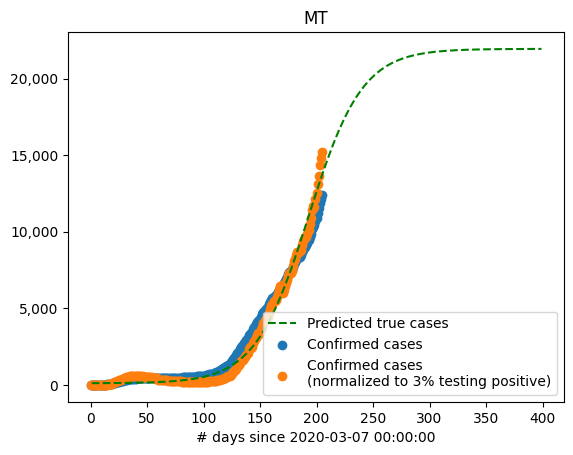 MT
20,000
15,000
10,000
5,000
0
Predicted true cases
Confirmed cases
Confirmed cases
(normalized to 3% testing positive)
0 50 100 150 200 250 300 350 400
# days since 2020-03-07 00:00:00